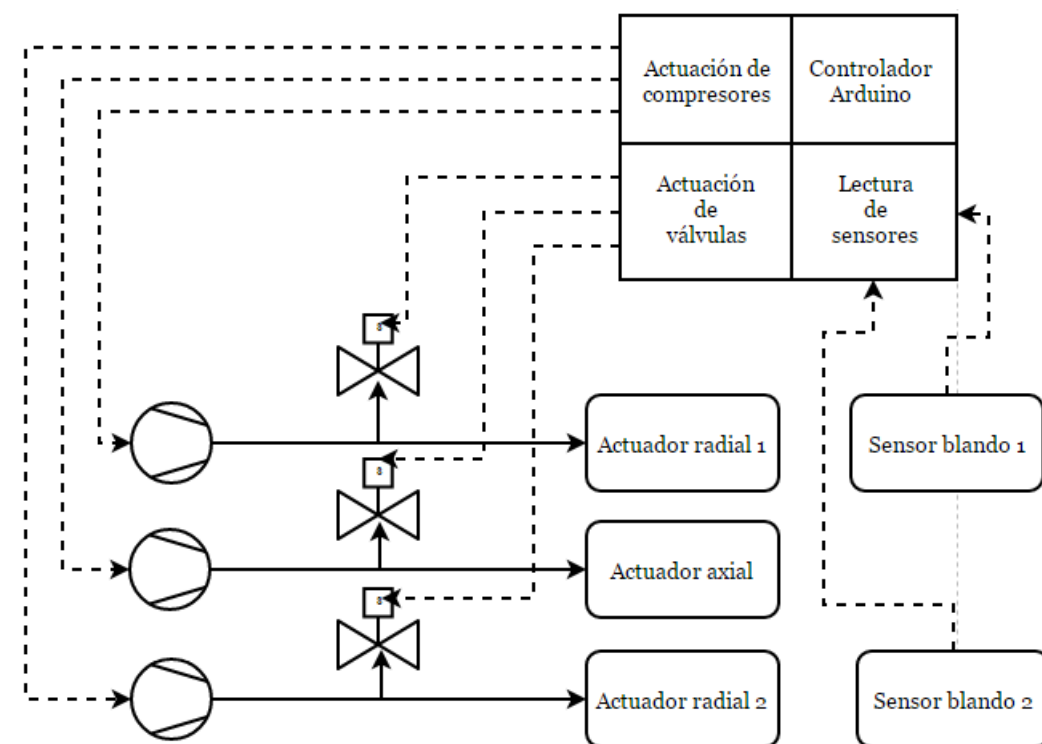 Actuación de
compresores
Controlador
Arduino
Actuación
de
válvulas
Lectura
de
sensores
Actuador radial 1
Sensor blando 1
Actuador axial
Actuador radial 2
Sensor blando 2